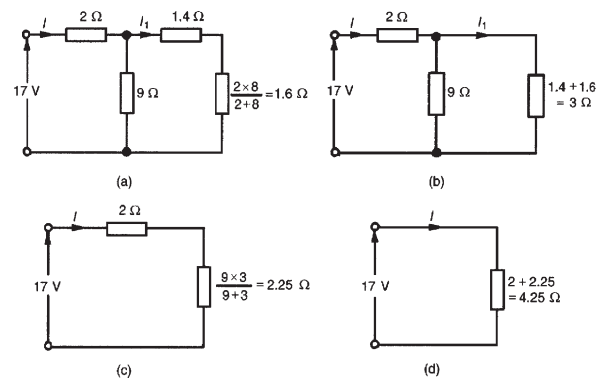 I 2 Ω I₁ 1.4 Ω
17 V 9 Ω 2×8/2+8 = 1.6 Ω
(a)
I 2 Ω I₁
17 V 9 Ω 1.4 + 1.6
= 3 Ω
(b)
I 2 Ω
17 V 9×3/9+3 = 2.25 Ω
(c)
I
17 V 2 + 2.25
= 4.25 Ω
(d)